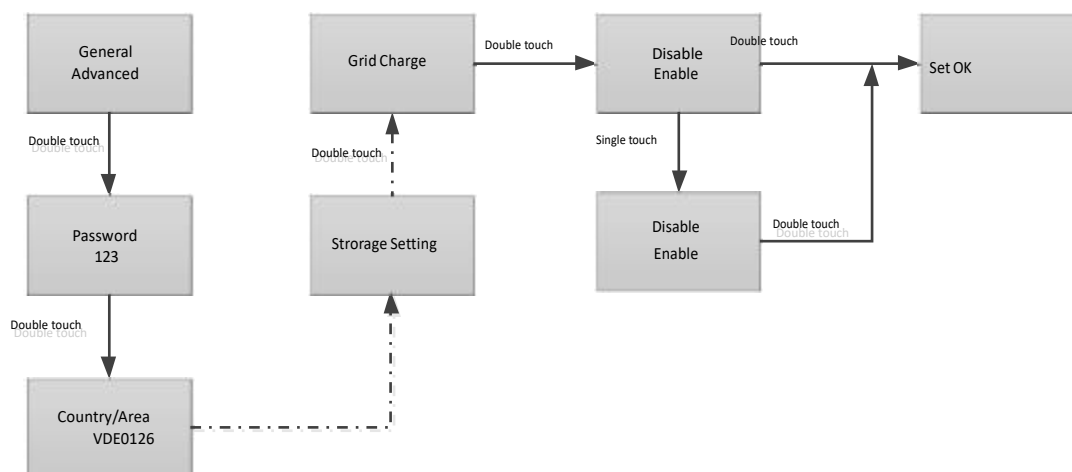 General
Advanced
Double touch
Password
123
Double touch
Country/Area
VDE0126
Strorage Setting
Double touch
Grid Charge
Double touch
Disable
Enable
Single touch
Disable
Enable
Double touch
Double touch
Set OK